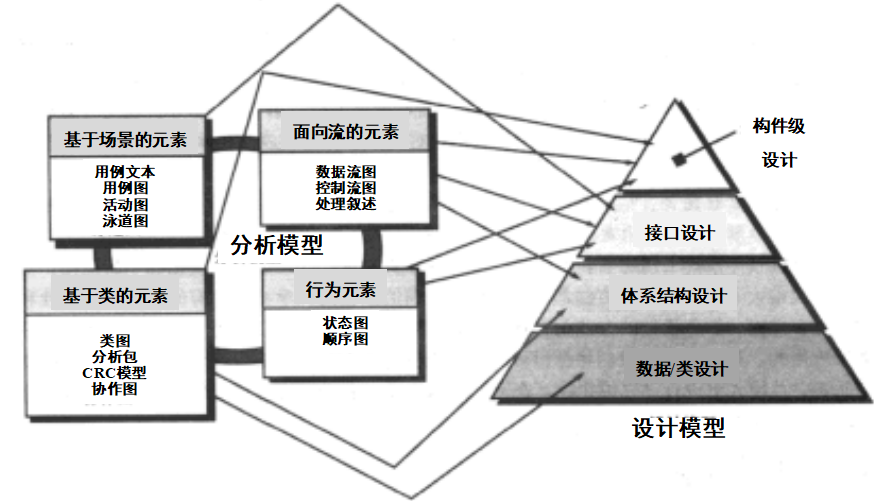 基于场景的元素
用例文本
用例图
活动图
泳道图
面向流的元素
数据流图
控制流图
处理叙述
分析模型
基于类的元素
类图
分析包
CRC模型
协作图
行为元素
状态图
顺序图
构件级
设计
接口设计
体系结构设计
数据/类设计
设计模型